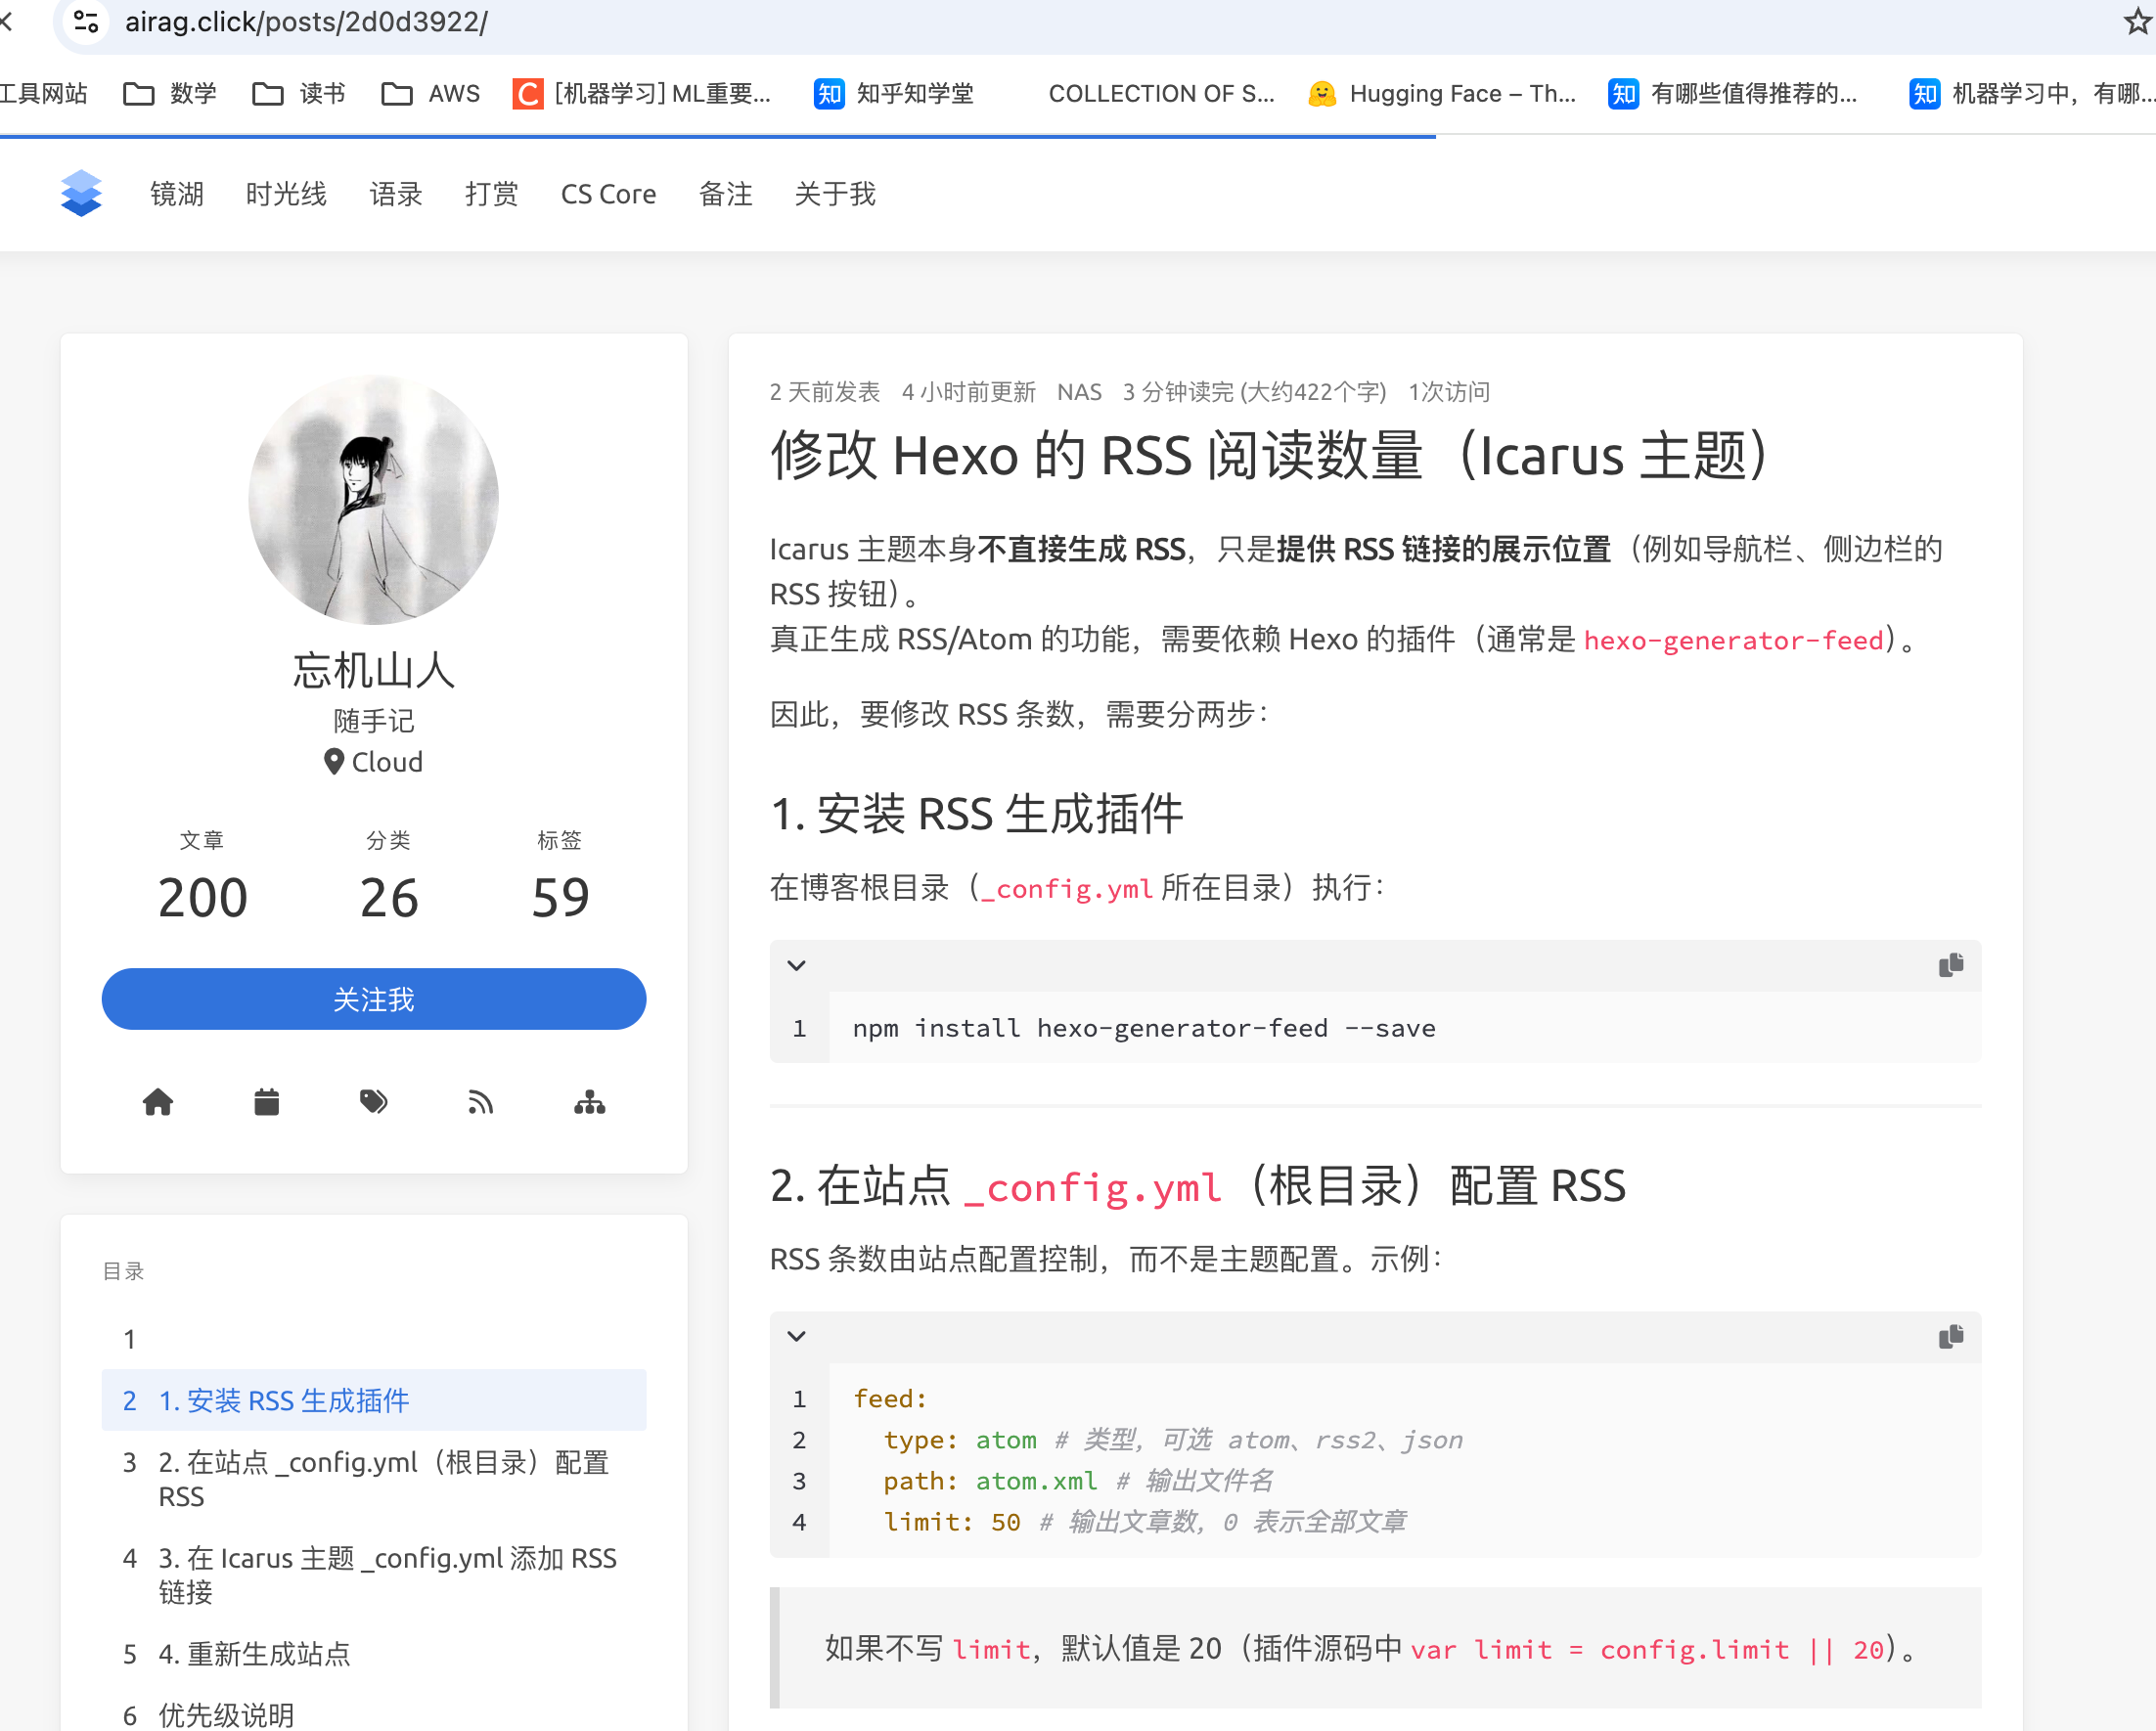 airag.click/posts/2d0d3922/
工具网站 数学 读书 AWS [机器学习] ML重要... 知乎知学堂 COLLECTION OF S... Hugging Face – Th... 有哪些值得推荐的... 机器学习中，有哪...
镜湖 时光线 语录 打赏 CS Core 备注 关于我
忘机山人
随手记
Cloud
文章 分类 标签
200 26 59
关注我
目录
1
2 1. 安装 RSS 生成插件
3 2. 在站点 _config.yml（根目录）配置
RSS
4 3. 在 Icarus 主题 _config.yml 添加 RSS
链接
5 4. 重新生成站点
6 优先级说明
2 天前发表 4 小时前更新 NAS 3 分钟读完 (大约422个字) 1次访问
修改 Hexo 的 RSS 阅读数量（Icarus 主题）
Icarus 主题本身不直接生成 RSS，只是提供 RSS 链接的展示位置（例如导航栏、侧边栏的
RSS 按钮）。
真正生成 RSS/Atom 的功能，需要依赖 Hexo 的插件（通常是 hexo-generator-feed）。
因此，要修改 RSS 条数，需要分两步：
1. 安装 RSS 生成插件
在博客根目录（_config.yml 所在目录）执行：
1 npm install hexo-generator-feed --save
2. 在站点 _config.yml（根目录）配置 RSS
RSS 条数由站点配置控制，而不是主题配置。示例：
1 feed:
2 type: atom # 类型，可选 atom、rss2、json
3 path: atom.xml # 输出文件名
4 limit: 50 # 输出文章数，0 表示全部文章
如果不写 limit，默认值是 20（插件源码中 var limit = config.limit || 20）。